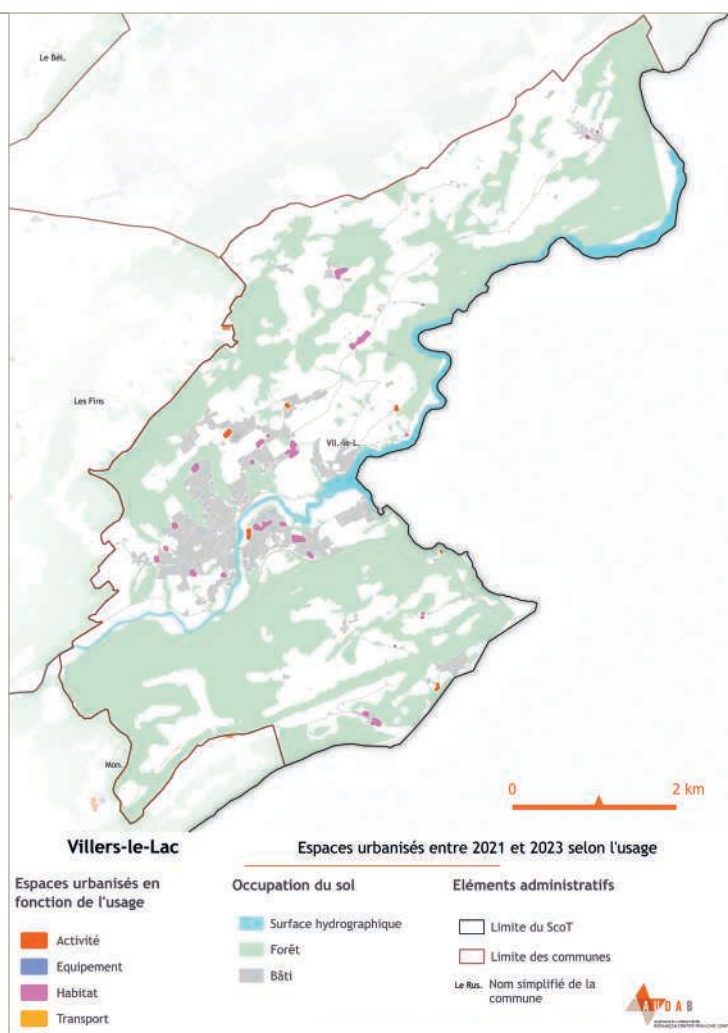 Le Bél.
Les Fins
Vil.-le-L.
Mon.
0 2 km
Villers-le-Lac
Espaces urbanisés entre 2021 et 2023 selon l'usage
Espaces urbanisés en
fonction de l'usage
Activité
Equipement
Habitat
Transport
Occupation du sol
Surface hydrographique
Forêt
Bâti
Eléments administratifs
Limite du ScoT
Limite des communes
Le Rus. Nom simplifié de la
commune
AUDAB